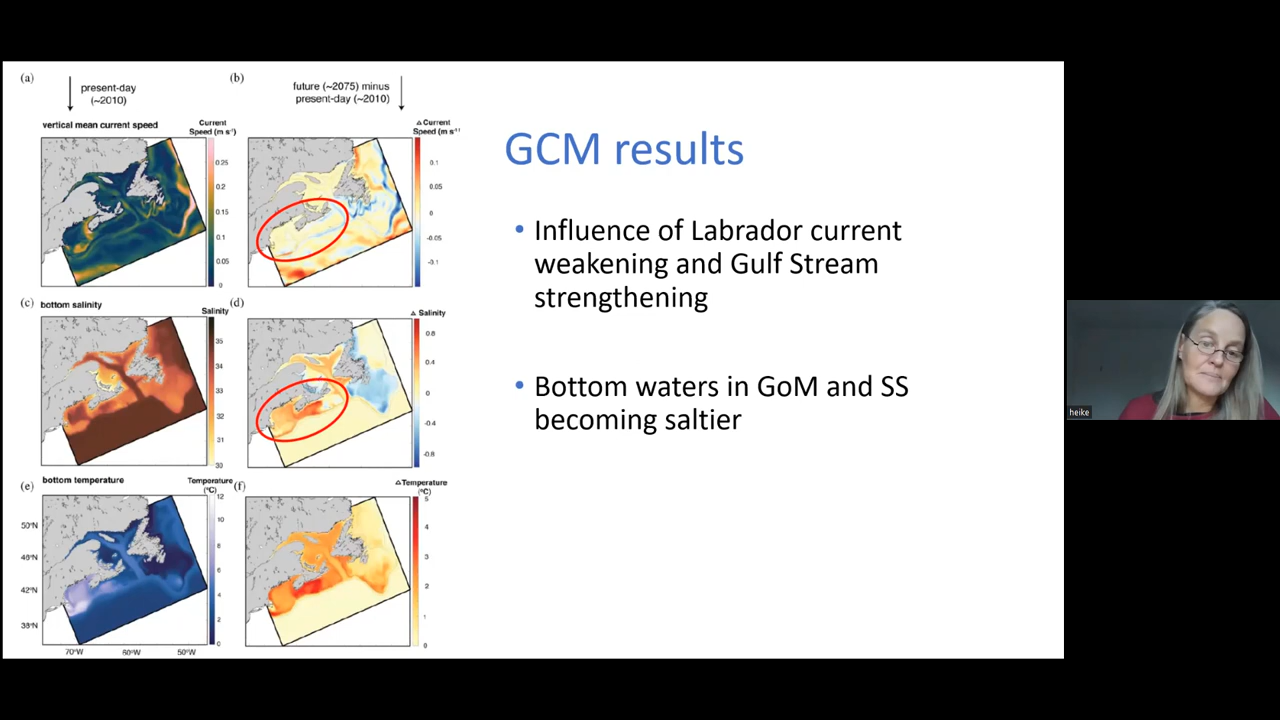 (a)
present-day
(~2010)
(b)
future (~2075) minus
present-day (~2010)
vertical mean current speed
Current
Speed (m s⁻¹)
0.25
0.2
0.15
0.1
0.05
0
Δ Current
Speed (m s⁻¹)
0.1
0.05
0
-0.05
-0.1
(c)
bottom salinity
Salinity
35
34
33
32
31
30
(d)
Δ Salinity
0.8
0.4
0
-0.4
-0.8
(e)
bottom temperature
Temperature
(°C)
12
10
8
6
4
2
0
50°N
46°N
42°N
38°N
70°W
60°W
50°W
(f)
ΔTemperature
(°C)
5
4
3
2
1
0
GCM results
• Influence of Labrador current
weakening and Gulf Stream
strengthening
• Bottom waters in GoM and SS
becoming saltier
heike